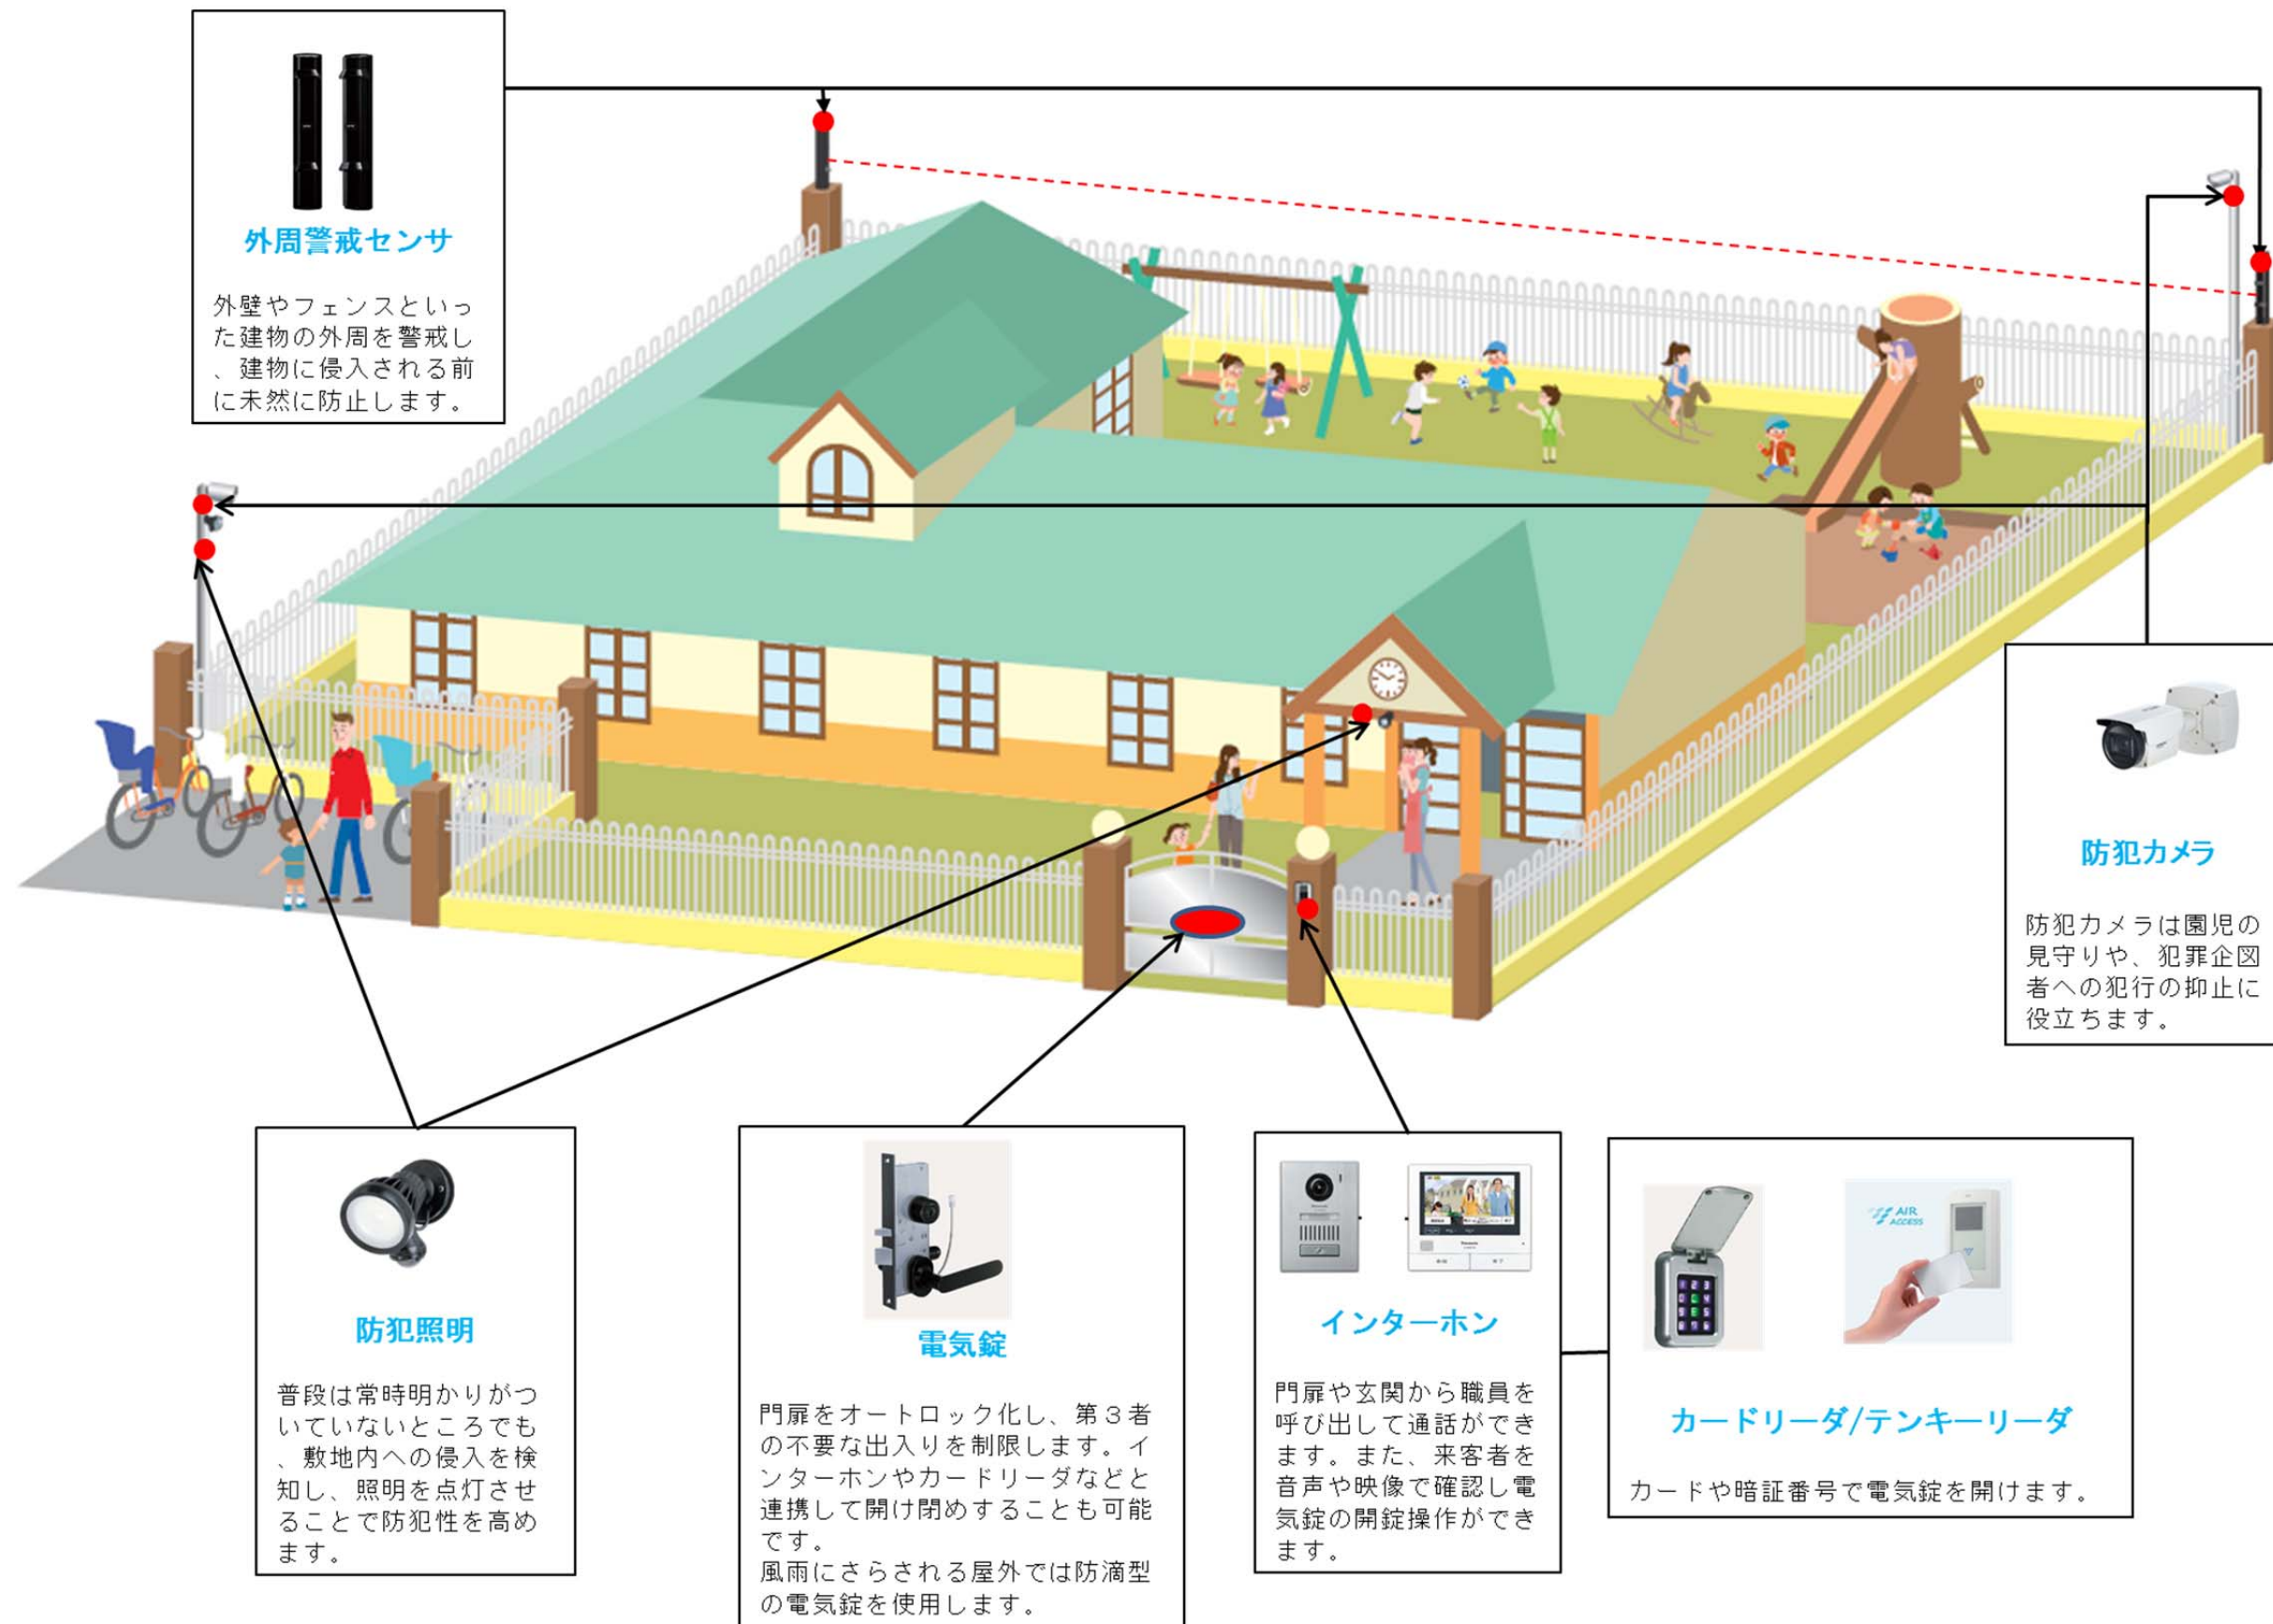 外周警戒センサ
外壁やフェンスといっ
た建物の外周を警戒し
、建物に侵入される前
に未然に防止します。
防犯カメラ
防犯カメラは園児の
見守りや、犯罪企図
者への犯行の抑止に
役立ちます。
防犯照明
普段は常時明かりがつ
いていないところでも
、敷地内への侵入を検
知し、照明を点灯させ
ることで防犯性を高め
ます。
電気錠
門扉をオートロック化し、第３者
の不要な出入りを制限します。イ
ンターホンやカードリーダなどと
連携して開け閉めすることも可能
です。
風雨にさらされる屋外では防滴型
の電気錠を使用します。
インターホン
門扉や玄関から職員を
呼び出して通話ができ
ます。また、来客者を
音声や映像で確認し電
気錠の開錠操作ができ
ます。
AIR
ACCESS
カードリーダ/テンキーリーダ
カードや暗証番号で電気錠を開けます。